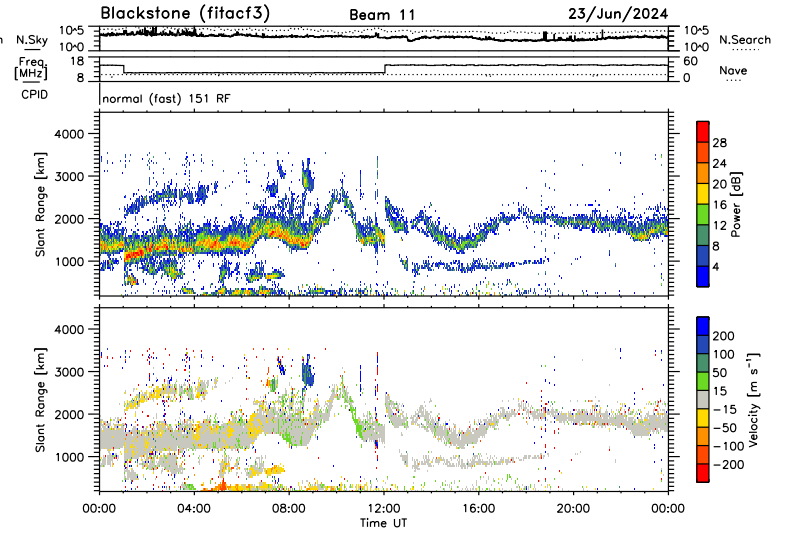 Blackstone (fitacf3) Beam 11 23/Jun/2024
N.Sky 10^5 10^0 10^5 10^0 N.Search
Freq. [MHz] 18 8 60 0 Nave
CPID normal (fast) 151 RF
Slant Range [km] 4000 3000 2000 1000
Power [dB] 28 24 20 16 12 8 4
Slant Range [km] 4000 3000 2000 1000
Velocity [m s⁻¹] 200 100 50 15 -15 -50 -100 -200
00:00 04:00 08:00 12:00 16:00 20:00 00:00
Time UT